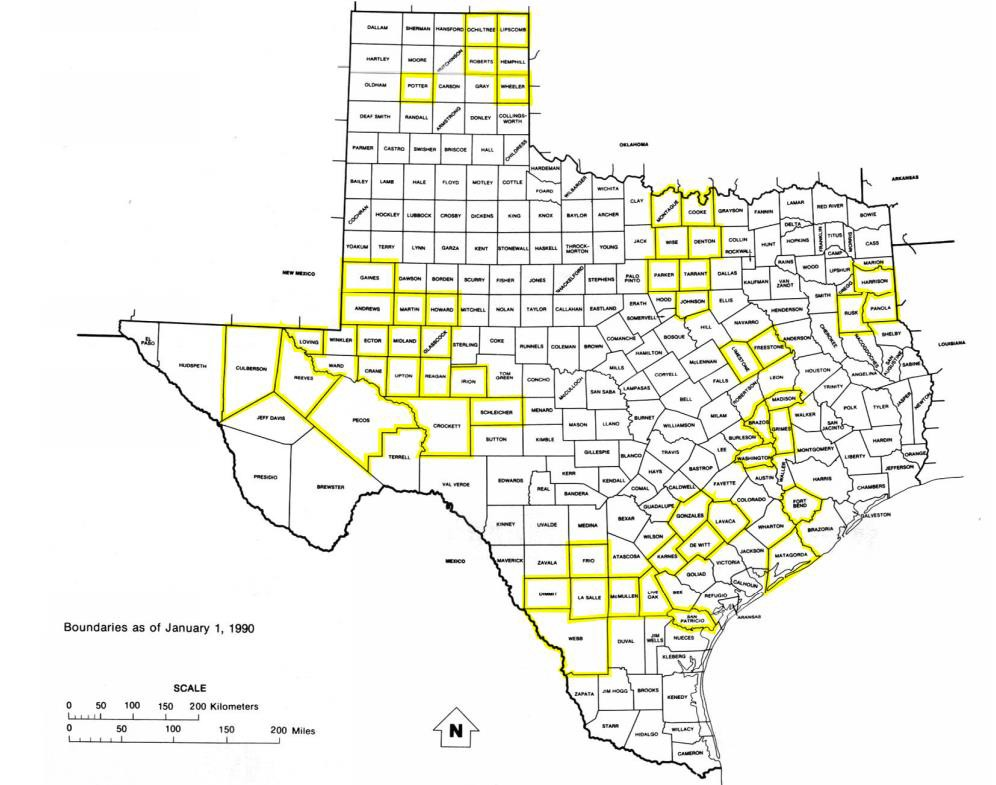 DALLAM SHERMAN HANSFORD OCHILTREE LIPSCOMB
HARTLEY MOORE HUTCHINSON ROBERTS HEMPHILL
OLDHAM POTTER CARSON GRAY WHEELER
DEAF SMITH RANDALL ARMSTRONG DONLEY COLLINGS-
WORTH
PARMER CASTRO SWISHER BRISCOE HALL CHILDRESS
OKLAHOMA
HARDEMAN
ARKANSAS
BAILEY LAMB HALE FLOYD MOTLEY COTTLE FOARD WILBARGER WICHITA
CLAY MONTAGUE COOKE GRAYSON FANNIN LAMAR RED RIVER BOWIE
COCHRAN HOCKLEY LUBBOCK CROSBY DICKENS KING KNOX BAYLOR ARCHER
DELTA
YOAKUM TERRY LYNN GARZA KENT STONEWALL HASKELL THROCK-
MORTON YOUNG JACK WISE DENTON COLLIN
ROCKWALL HUNT HOPKINS FRANKLIN TITUS MORRIS CASS
CAMP
NEW MEXICO
GAINES DAWSON BORDEN SCURRY FISHER JONES SHACKELFORD STEPHENS PALO
PINTO PARKER TARRANT DALLAS KAUFMAN RAINS VAN
ZANDT WOOD UPSHUR MARION
HARRISON
GREGG
SMITH
ANDREWS MARTIN HOWARD MITCHELL NOLAN TAYLOR CALLAHAN EASTLAND ERATH HOOD JOHNSON ELLIS
SOMERVELL
HENDERSON RUSK PANOLA
NAVARRO
HILL
EL
PASO HUDSPETH CULBERSON REEVES LOVING WINKLER ECTOR MIDLAND GLASSCOCK STERLING COKE RUNNELS COLEMAN BROWN COMANCHE BOSQUE
HAMILTON McLENNAN LIMESTONE FREESTONE ANDERSON CHEROKEE NACOGDOCHES SHELBY
SAN
AUGUSTINE SABINE
LOUISIANA
WARD CRANE UPTON REAGAN IRION TOM
GREEN CONCHO McCULLOCH SAN SABA MILLS LAMPASAS CORYELL FALLS ROBERTSON LEON HOUSTON ANGELINA
TRINITY
JEFF DAVIS PECOS CROCKETT SCHLEICHER MENARD MASON LLANO BURNET BELL WILLIAMSON MILAM MADISON
BRAZOS GRIMES WALKER SAN
JACINTO POLK TYLER JASPER NEWTON
BURLESON
WASHINGTON MONTGOMERY LIBERTY HARDIN ORANGE
JEFFERSON
TERRELL SUTTON KIMBLE GILLESPIE BLANCO TRAVIS LEE
BASTROP
PRESIDIO BREWSTER VAL VERDE EDWARDS REAL KERR BANDERA KENDALL HAYS COMAL CALDWELL FAYETTE AUSTIN WALLER HARRIS CHAMBERS
GALVESTON
COLORADO FORT
BEND
GUADALUPE GONZALES LAVACA WHARTON BRAZORIA
KINNEY UVALDE MEDINA BEXAR WILSON
MEXICO
MAVERICK ZAVALA FRIO ATASCOSA KARNES DE WITT JACKSON MATAGORDA
VICTORIA
GOLIAD CALHOUN
DIMMIT LA SALLE McMULLEN LIVE
OAK BEE REFUGIO
ARANSAS
SAN
PATRICIO
WEBB DUVAL JIM
WELLS NUECES
KLEBERG
ZAPATA JIM HOGG BROOKS KENEDY
STARR HIDALGO WILLACY
CAMERON
Boundaries as of January 1, 1990
SCALE
0 50 100 150 200 Kilometers
0 50 100 150 200 Miles
N